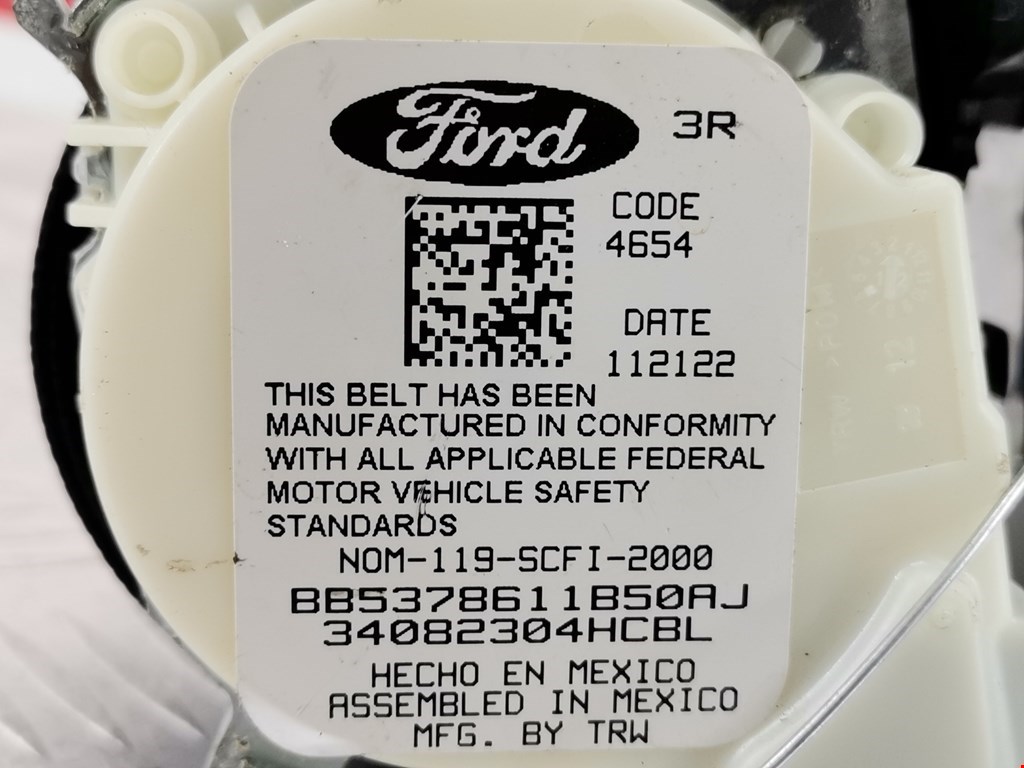 Ford 3R
CODE
4654
DATE
112122
THIS BELT HAS BEEN
MANUFACTURED IN CONFORMITY
WITH ALL APPLICABLE FEDERAL
MOTOR VEHICLE SAFETY
STANDARDS
NOM-119-SCFI-2000
BB5378611B50AJ
34082304HCBL
HECHO EN MEXICO
ASSEMBLED IN MEXICO
MFG. BY TRW